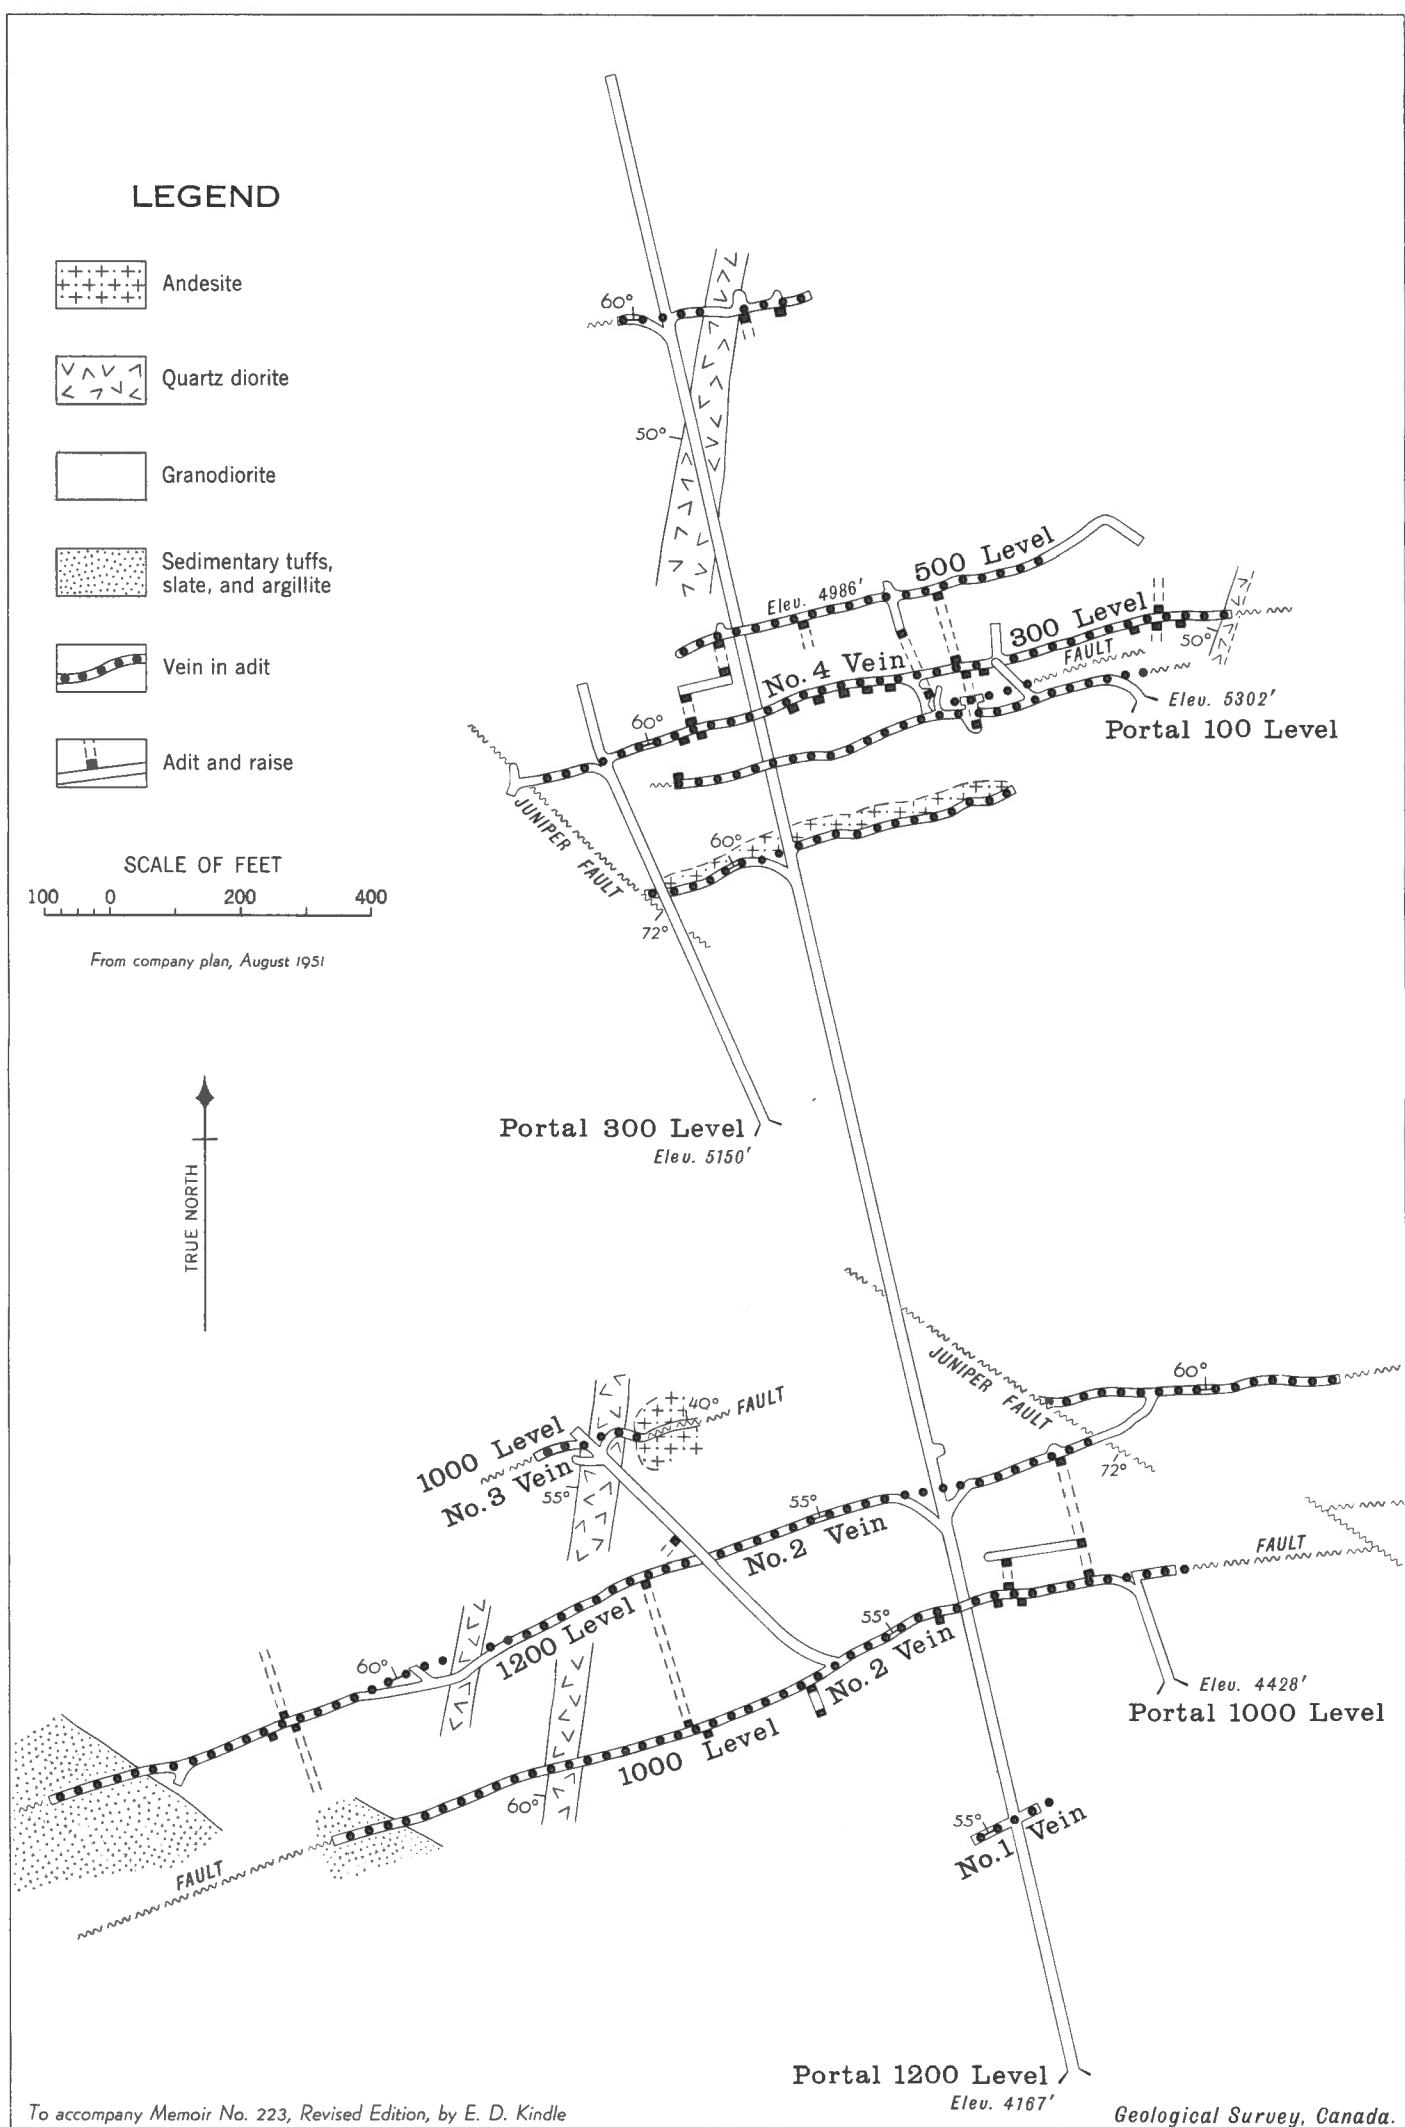 LEGEND
Andesite
Quartz diorite
Granodiorite
Sedimentary tuffs,
slate, and argillite
Vein in adit
Adit and raise
SCALE OF FEET
100 0 200 400
From company plan, August 1951
TRUE NORTH
60°
50°
500 Level
Elev. 4986'
300 Level
FAULT
50°
No. 4 Vein
Elev. 5302'
Portal 100 Level
60°
JUNIPER FAULT
60°
72°
Portal 300 Level
Elev. 5150'
JUNIPER FAULT
60°
72°
40°
FAULT
1000 Level
No. 3 Vein
55°
55°
No. 2 Vein
FAULT
1200 Level
60°
55°
No. 2 Vein
Elev. 4428'
Portal 1000 Level
1000 Level
60°
55°
No. 1 Vein
FAULT
Portal 1200 Level
Elev. 4167'
To accompany Memoir No. 223, Revised Edition, by E. D. Kindle
Geological Survey, Canada.